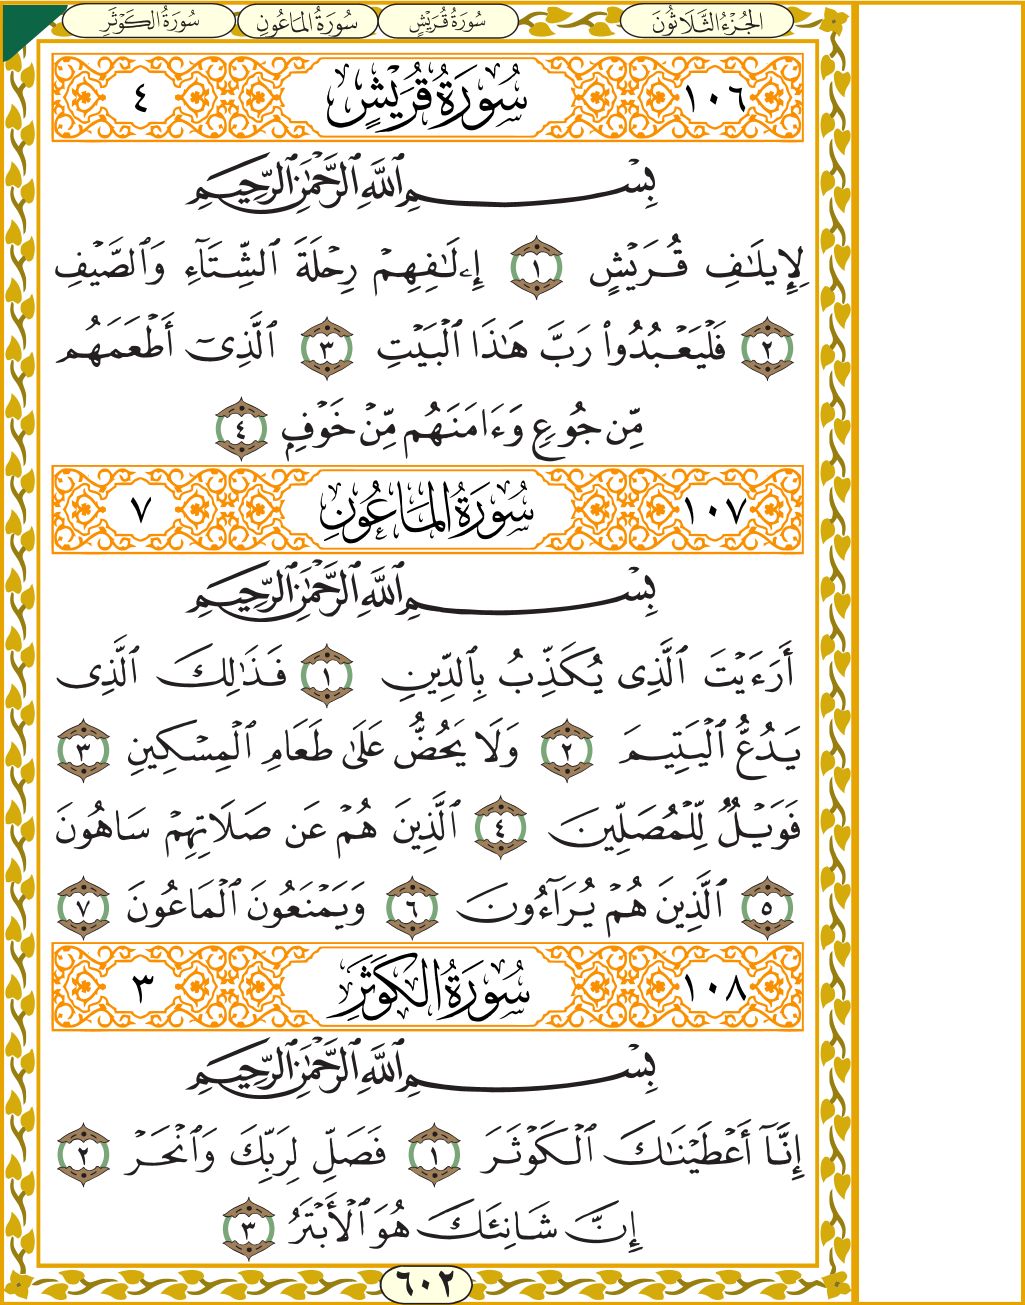 الجُزْءُ الثَّلَاثُونَ سُورَةُ قُرَيْشٍ سُورَةُ المَاعُونِ سُورَةُ الكَوْثَرِ
١٠٦ سُورَةُ قُرَيْشٍ ٤
بِسْمِ ٱللَّهِ ٱلرَّحْمَٰنِ ٱلرَّحِيمِ
لِإِيلَٰفِ قُرَيْشٍ ١ إِۦلَٰفِهِمْ رِحْلَةَ ٱلشِّتَآءِ وَٱلصَّيْفِ
٢ فَلْيَعْبُدُوا۟ رَبَّ هَٰذَا ٱلْبَيْتِ ٣ ٱلَّذِىٓ أَطْعَمَهُم
مِّن جُوعٍ وَءَامَنَهُم مِّنْ خَوْفٍۭ ٤
١٠٧ سُورَةُ المَاعُونِ ٧
بِسْمِ ٱللَّهِ ٱلرَّحْمَٰنِ ٱلرَّحِيمِ
أَرَءَيْتَ ٱلَّذِى يُكَذِّبُ بِٱلدِّينِ ١ فَذَٰلِكَ ٱلَّذِى
يَدُعُّ ٱلْيَتِيمَ ٢ وَلَا يَحُضُّ عَلَىٰ طَعَامِ ٱلْمِسْكِينِ ٣
فَوَيْلٌ لِّلْمُصَلِّينَ ٤ ٱلَّذِينَ هُمْ عَن صَلَاتِهِمْ سَاهُونَ
٥ ٱلَّذِينَ هُمْ يُرَآءُونَ ٦ وَيَمْنَعُونَ ٱلْمَاعُونَ ٧
١٠٨ سُورَةُ الكَوْثَرِ ٣
بِسْمِ ٱللَّهِ ٱلرَّحْمَٰنِ ٱلرَّحِيمِ
إِنَّآ أَعْطَيْنَٰكَ ٱلْكَوْثَرَ ١ فَصَلِّ لِرَبِّكَ وَٱنْحَرْ ٢
إِنَّ شَانِئَكَ هُوَ ٱلْأَبْتَرُ ٣
٦٠٢